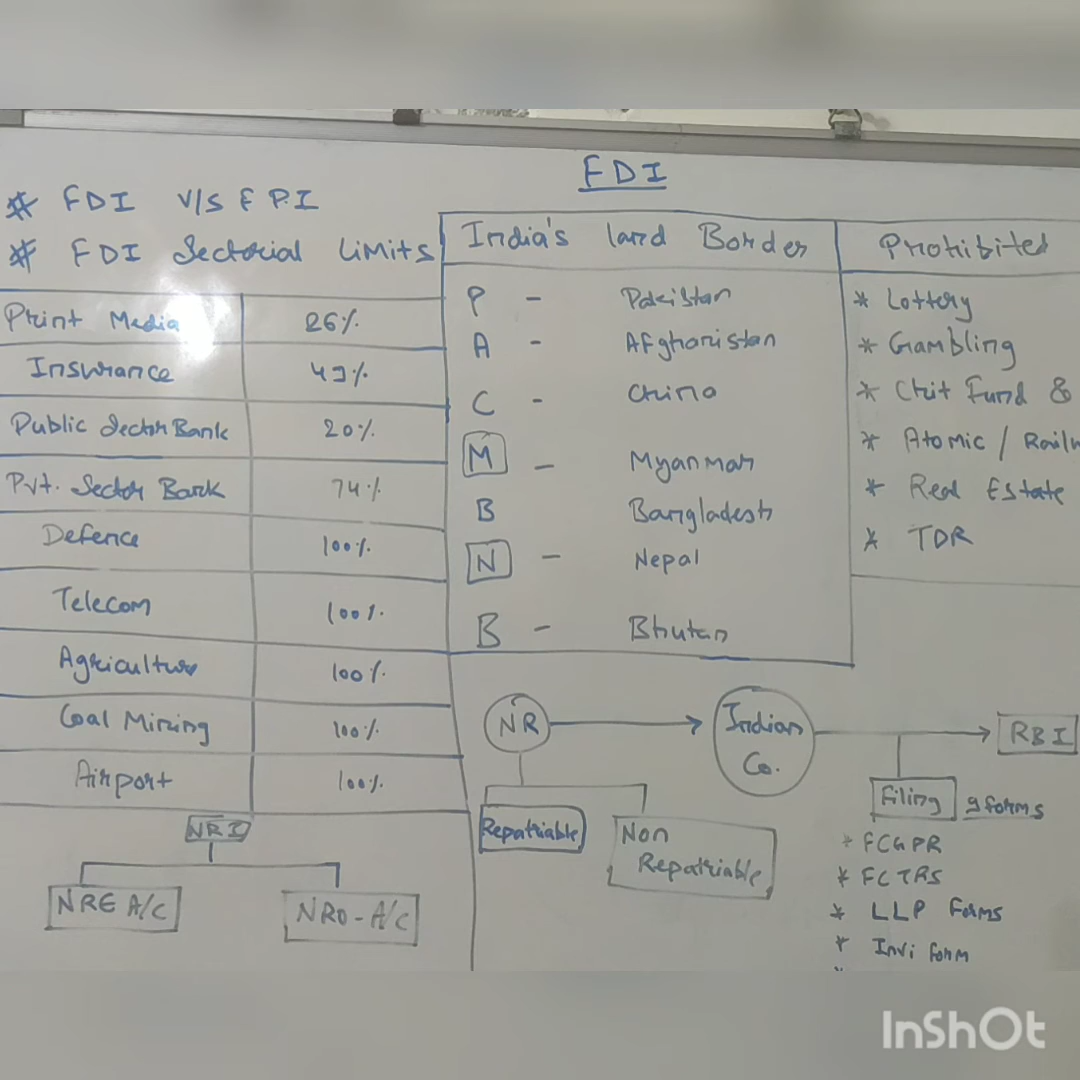 FDI
* FDI V/S FPI
* FDI Sectorial Limits
Print Media 26%
Insurance 49%
Public Sector Bank 20%
Pvt. Sector Bank 74%
Defence 100%
Telecom 100%
Agriculture 100%
Coal Mining 100%
Airport 100%
NRI
NRE A/C
NRO - A/C
India's land Border
P - Pakistan
A - Afghanistan
C - China
M - Myanmar
B Bangladesh
N - Nepal
B - Bhutan
Prohibited
* Lottery
* Gambling
* Chit Fund &
* Atomic / Railw
* Real Estate
* TDR
NR
Indian
Co.
RBI
Repatriable
Non
Repatriable
Filing 9 forms
* FCGPR
* FCTRS
* LLP Forms
* Invi form
InShOt